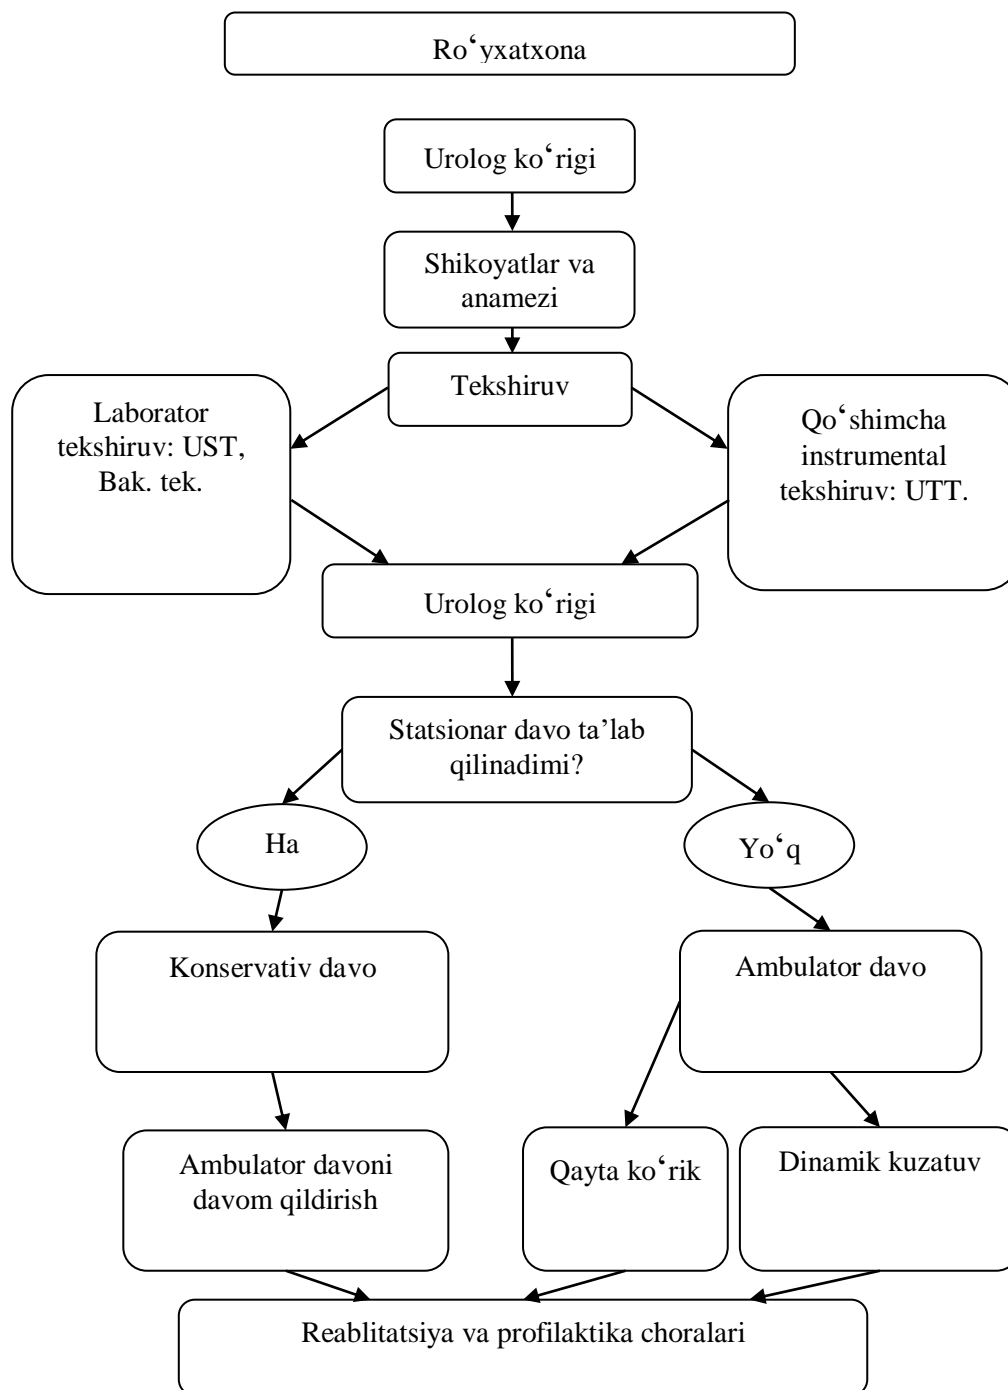 Ro‘yxatxona
Urolog ko‘rigi
Shikoyatlar va
anamezi
Tekshiruv
Laborator
tekshiruv: UST,
Bak. tek.
Qo‘shimcha
instrumental
tekshiruv: UTT.
Urolog ko‘rigi
Statsionar davo ta’lab
qilinadimi?
Ha
Yo‘q
Konservativ davo
Ambulator davo
Ambulator davoni
davom qildirish
Qayta ko‘rik
Dinamik kuzatuv
Reablitatsiya va profilaktika choralari